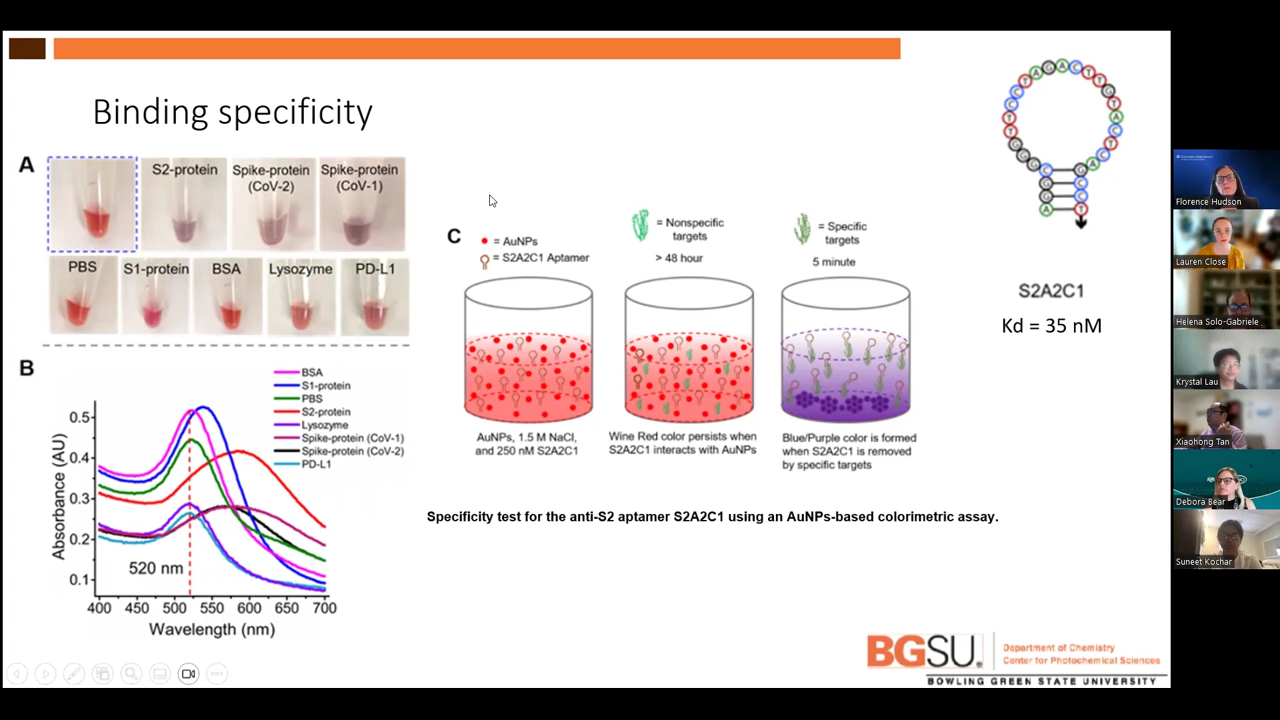 Binding specificity
A
S2-protein
Spike-protein
(CoV-2)
Spike-protein
(CoV-1)
PBS
S1-protein
BSA
Lysozyme
PD-L1
B
BSA
S1-protein
PBS
S2-protein
Lysozyme
Spike-protein (CoV-1)
Spike-protein (CoV-2)
PD-L1
Absorbance (AU)
0.5
0.4
0.3
0.2
0.1
520 nm
400 450 500 550 600 650 700
Wavelength (nm)
C
= AuNPs
= S2A2C1 Aptamer
= Nonspecific
targets
> 48 hour
= Specific
targets
5 minute
AuNPs, 1.5 M NaCl,
and 250 nM S2A2C1
Wine Red color persists when
S2A2C1 interacts with AuNPs
Blue/Purple color is formed
when S2A2C1 is removed
by specific targets
Specificity test for the anti-S2 aptamer S2A2C1 using an AuNPs-based colorimetric assay.
S2A2C1
Kd = 35 nM
BGSU
Department of Chemistry
Center for Photochemical Sciences
BOWLING GREEN STATE UNIVERSITY
Florence Hudson
Lauren Close
Helena Solo-Gabriele
Krystal Lau
Xiaohong Tan
Debora Bear
Suneet Kochar